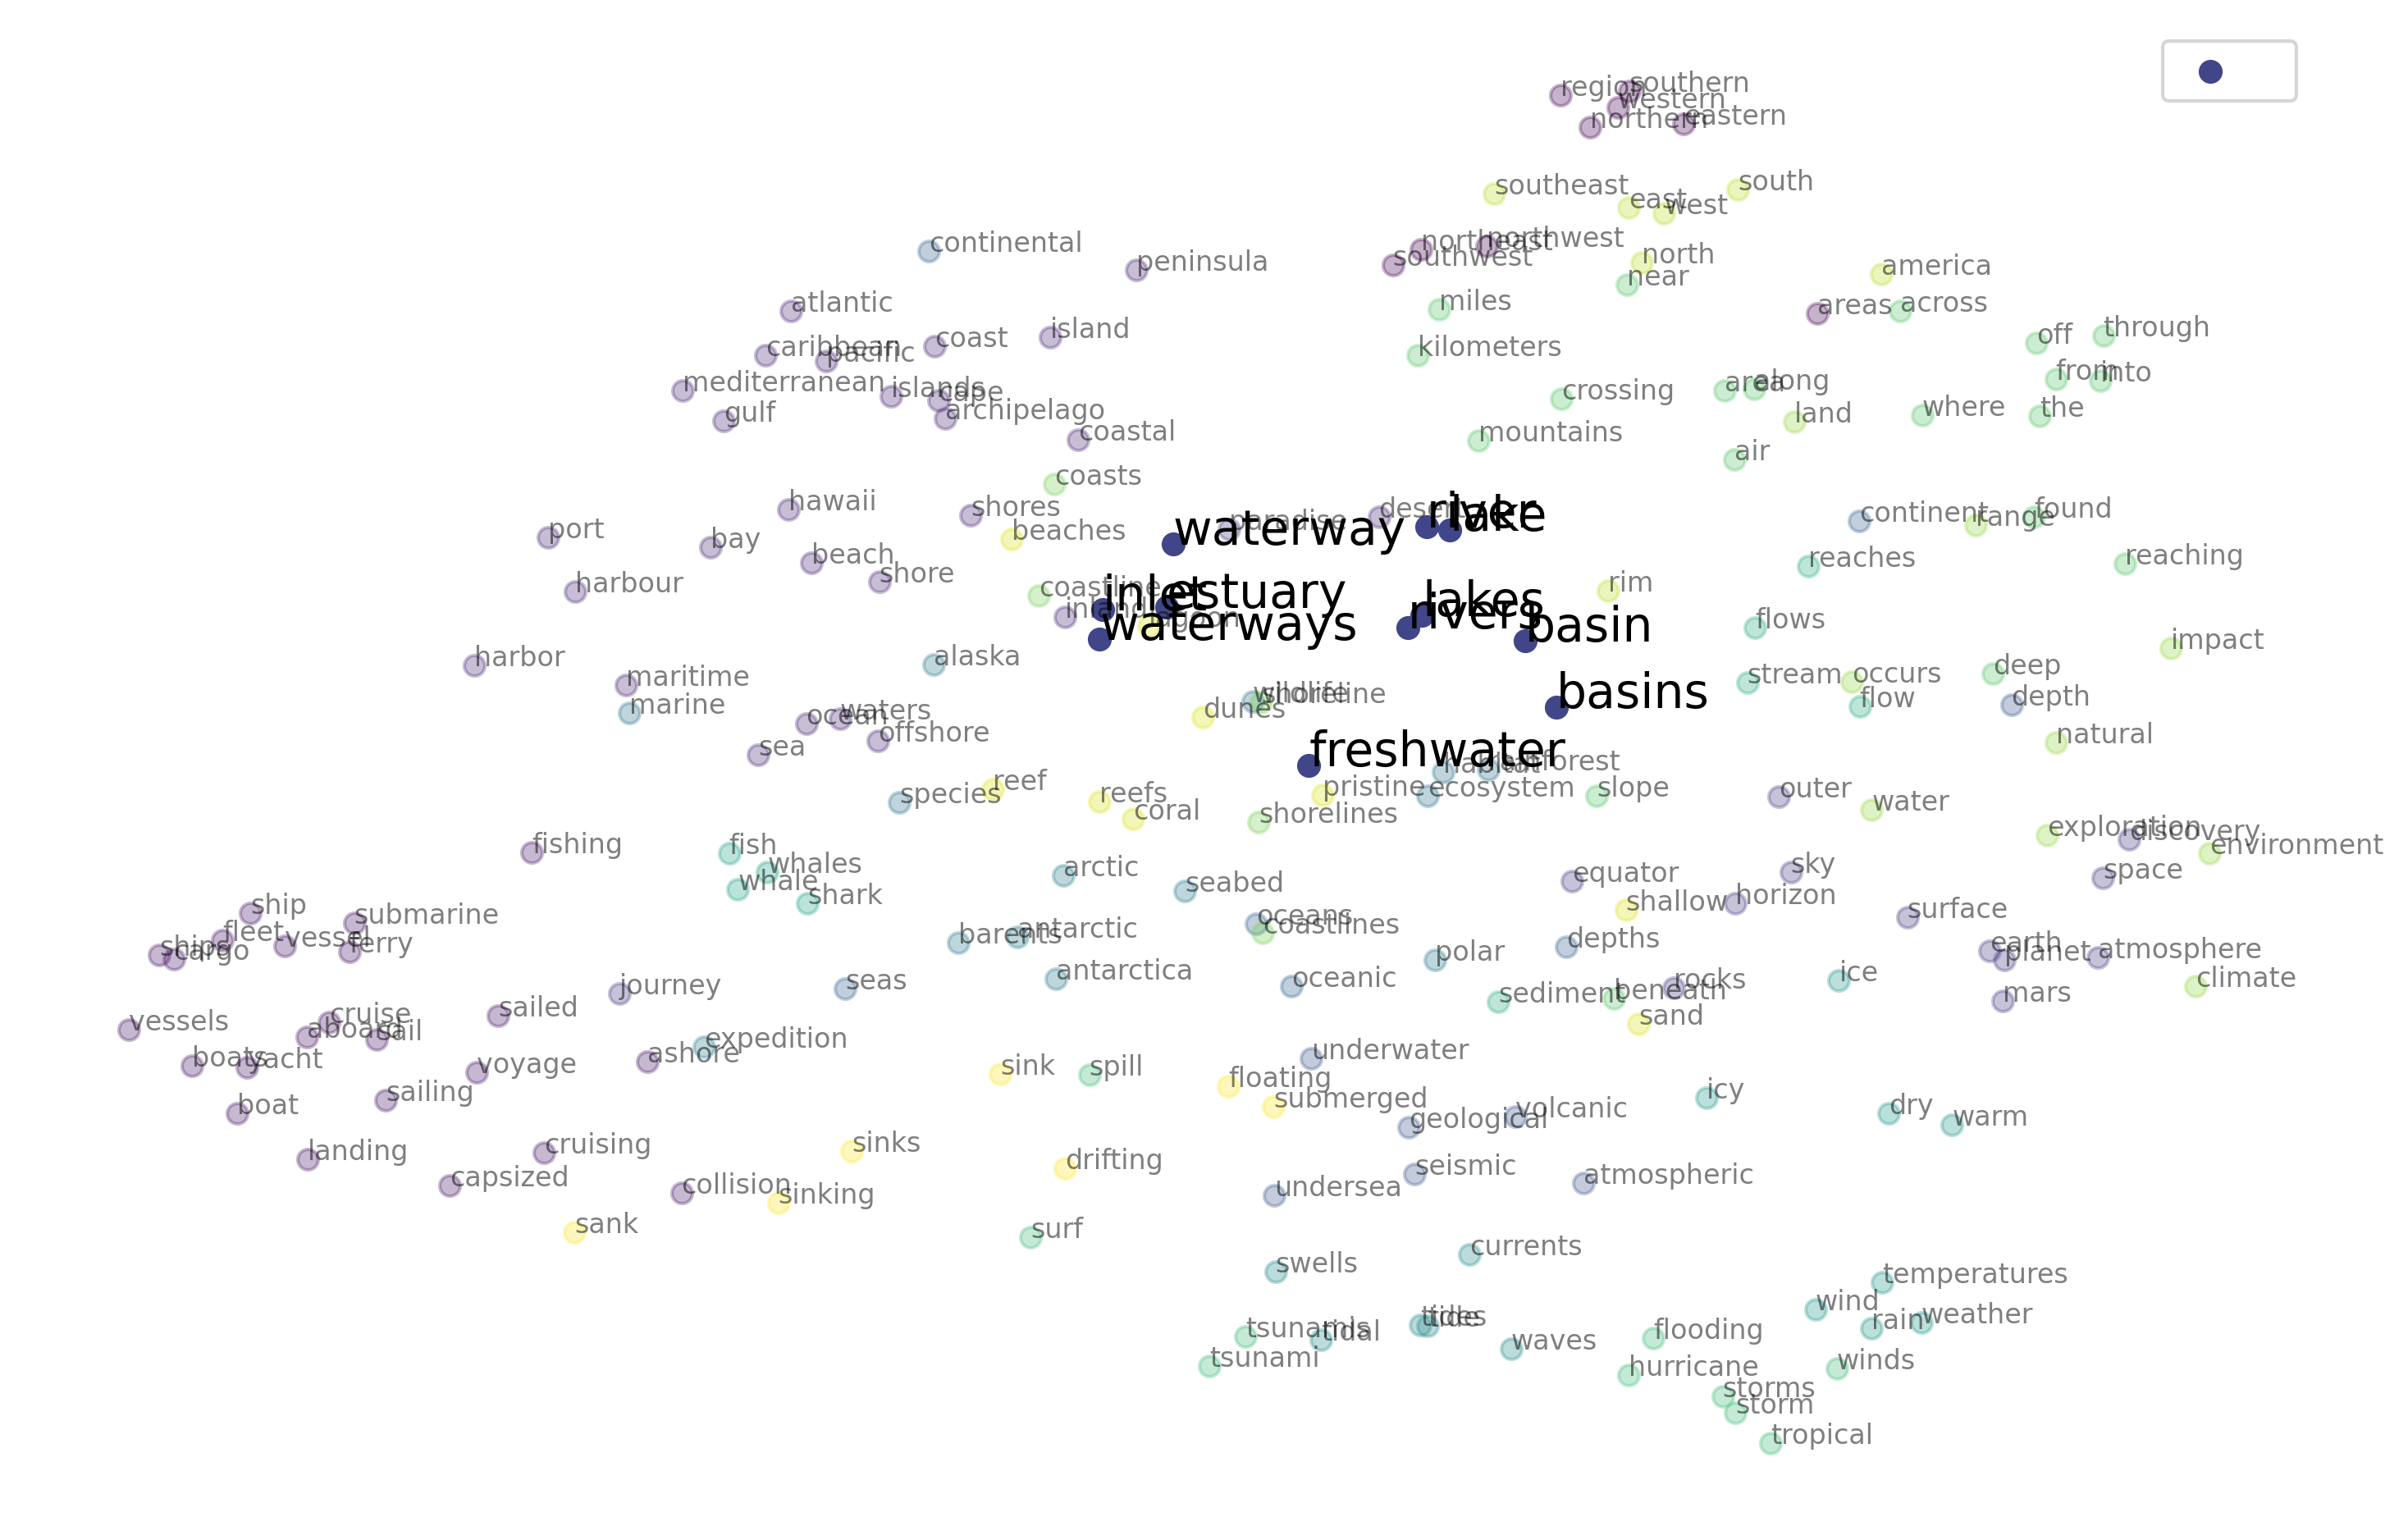 region
southern
western
northern
eastern
southeast
east
west
south
continental
peninsula
northeast
northwest
southwest
north
near
america
atlantic
miles
areas
across
island
coast
caribbean
pacific
kilometers
off
through
mediterranean
islands
cape
crossing
area
along
from
into
gulf
archipelago
coastal
mountains
land
where
the
air
coasts
hawaii
shores
paradise
desert
river
lake
continent
range
found
port
bay
beaches
waterway
beach
shore
reaches
reaching
harbour
coastline
inland
inlet
estuary
lagoon
waterways
lakes
rivers
rim
basin
flows
impact
harbor
alaska
maritime
marine
wildlife
shoreline
dunes
basins
stream
occurs
flow
deep
depth
ocean
waters
offshore
sea
natural
freshwater
habitat
rainforest
species
reef
reefs
coral
pristine
ecosystem
shorelines
slope
outer
water
exploration
discovery
environment
fishing
fish
whales
whale
shark
arctic
seabed
equator
sky
space
ship
submarine
fleet
vessel
ferry
ships
cargo
barents
antarctic
oceans
coastlines
shallow
horizon
surface
depths
polar
earth
planet
atmosphere
journey
seas
antarctica
oceanic
sediment
beneath
rocks
ice
mars
climate
vessels
cruise
aboard
sail
sailed
sand
boats
yacht
voyage
ashore
expedition
sink
spill
underwater
floating
submerged
boat
sailing
geological
volcanic
icy
dry
warm
landing
cruising
sinks
drifting
capsized
collision
sinking
undersea
seismic
atmospheric
sank
surf
swells
currents
temperatures
wind
rain
weather
tsunamis
tidal
tides
tide
waves
flooding
tsunami
hurricane
winds
storms
storm
tropical